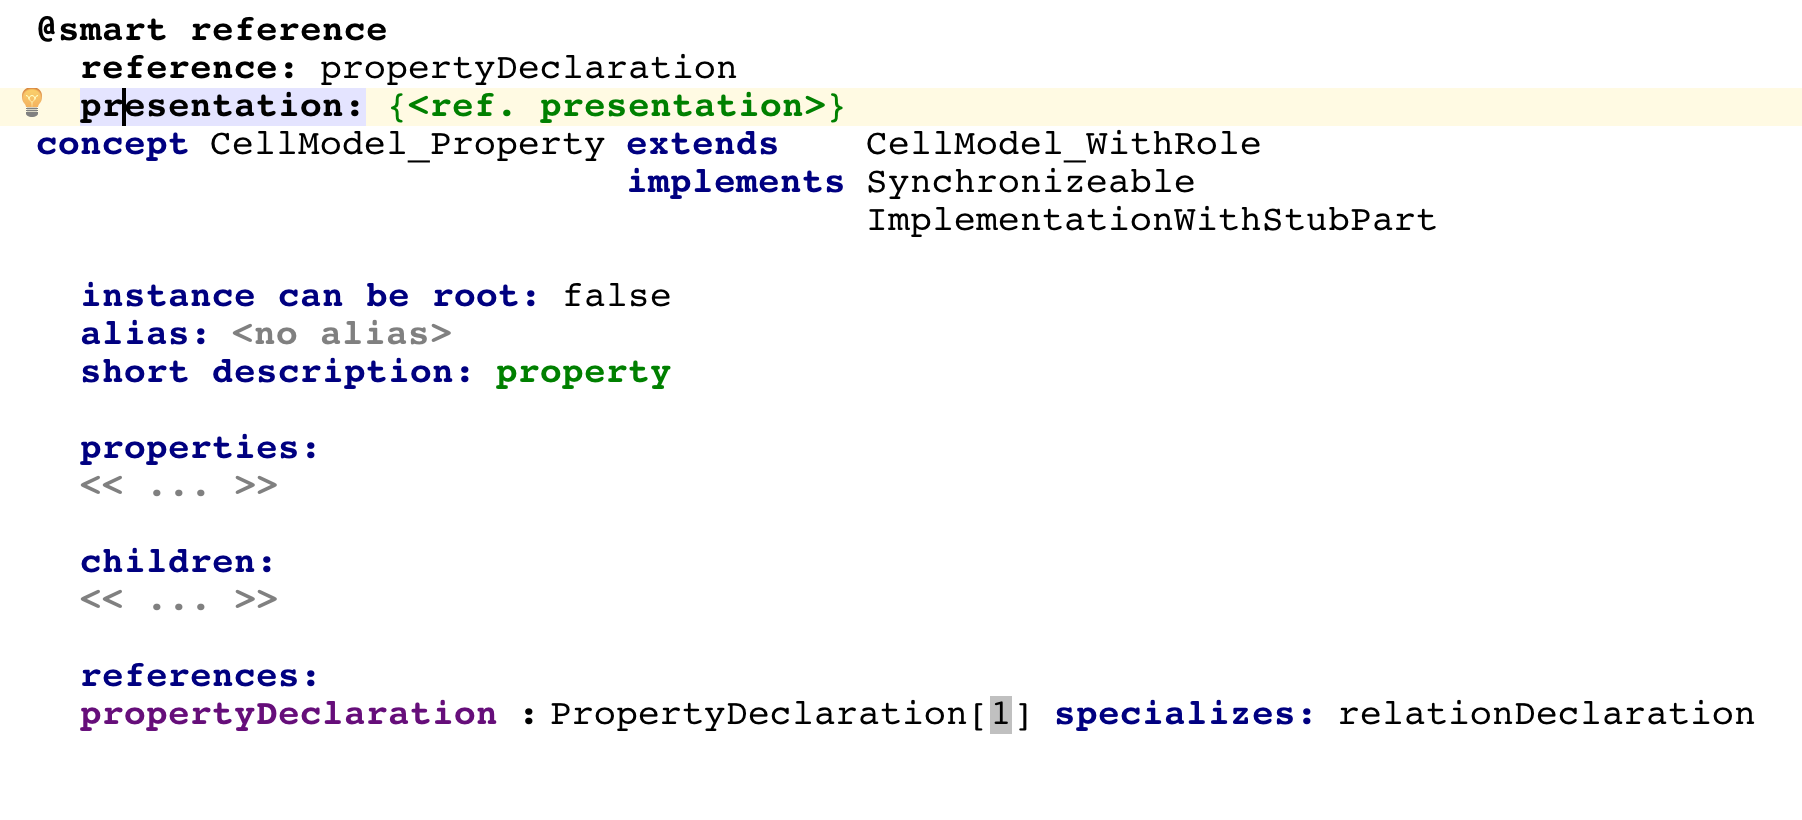 @smart reference
reference: propertyDeclaration
presentation: {<ref. presentation>}
concept CellModel_Property extends CellModel_WithRole
implements Synchronizeable
ImplementationWithStubPart
instance can be root: false
alias: <no alias>
short description: property
properties:
<< ... >>
children:
<< ... >>
references:
propertyDeclaration : PropertyDeclaration[1] specializes: relationDeclaration